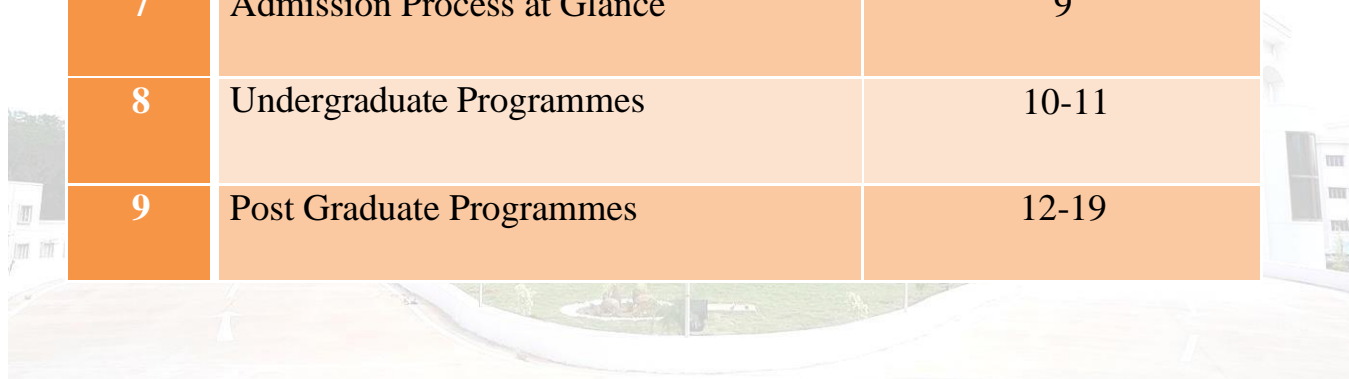 7 Admission Process at Glance 9
8 Undergraduate Programmes 10-11
9 Post Graduate Programmes 12-19